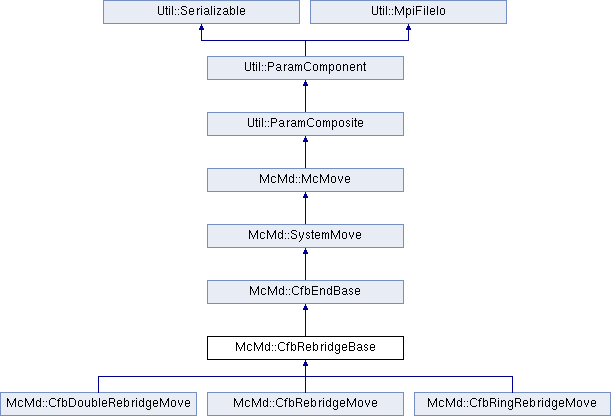 Util::Serializable
Util::MpiFileIo
Util::ParamComponent
Util::ParamComposite
McMd::McMove
McMd::SystemMove
McMd::CfbEndBase
McMd::CfbRebridgeBase
McMd::CfbDoubleRebridgeMove
McMd::CfbRebridgeMove
McMd::CfbRingRebridgeMove